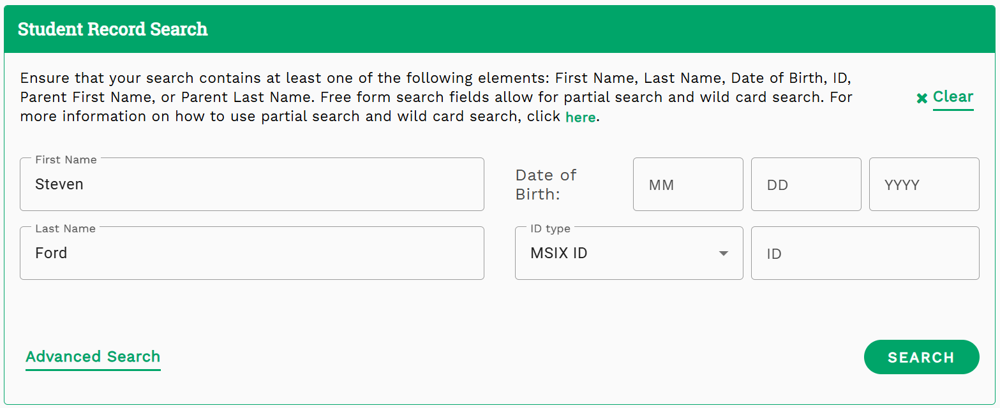 Student Record Search
Ensure that your search contains at least one of the following elements: First Name, Last Name, Date of Birth, ID,
Parent First Name, or Parent Last Name. Free form search fields allow for partial search and wild card search. For
more information on how to use partial search and wild card search, click here.
Clear
First Name
Steven
Date of
Birth:
MM
DD
YYYY
Last Name
Ford
ID type
MSIX ID
ID
Advanced Search
SEARCH